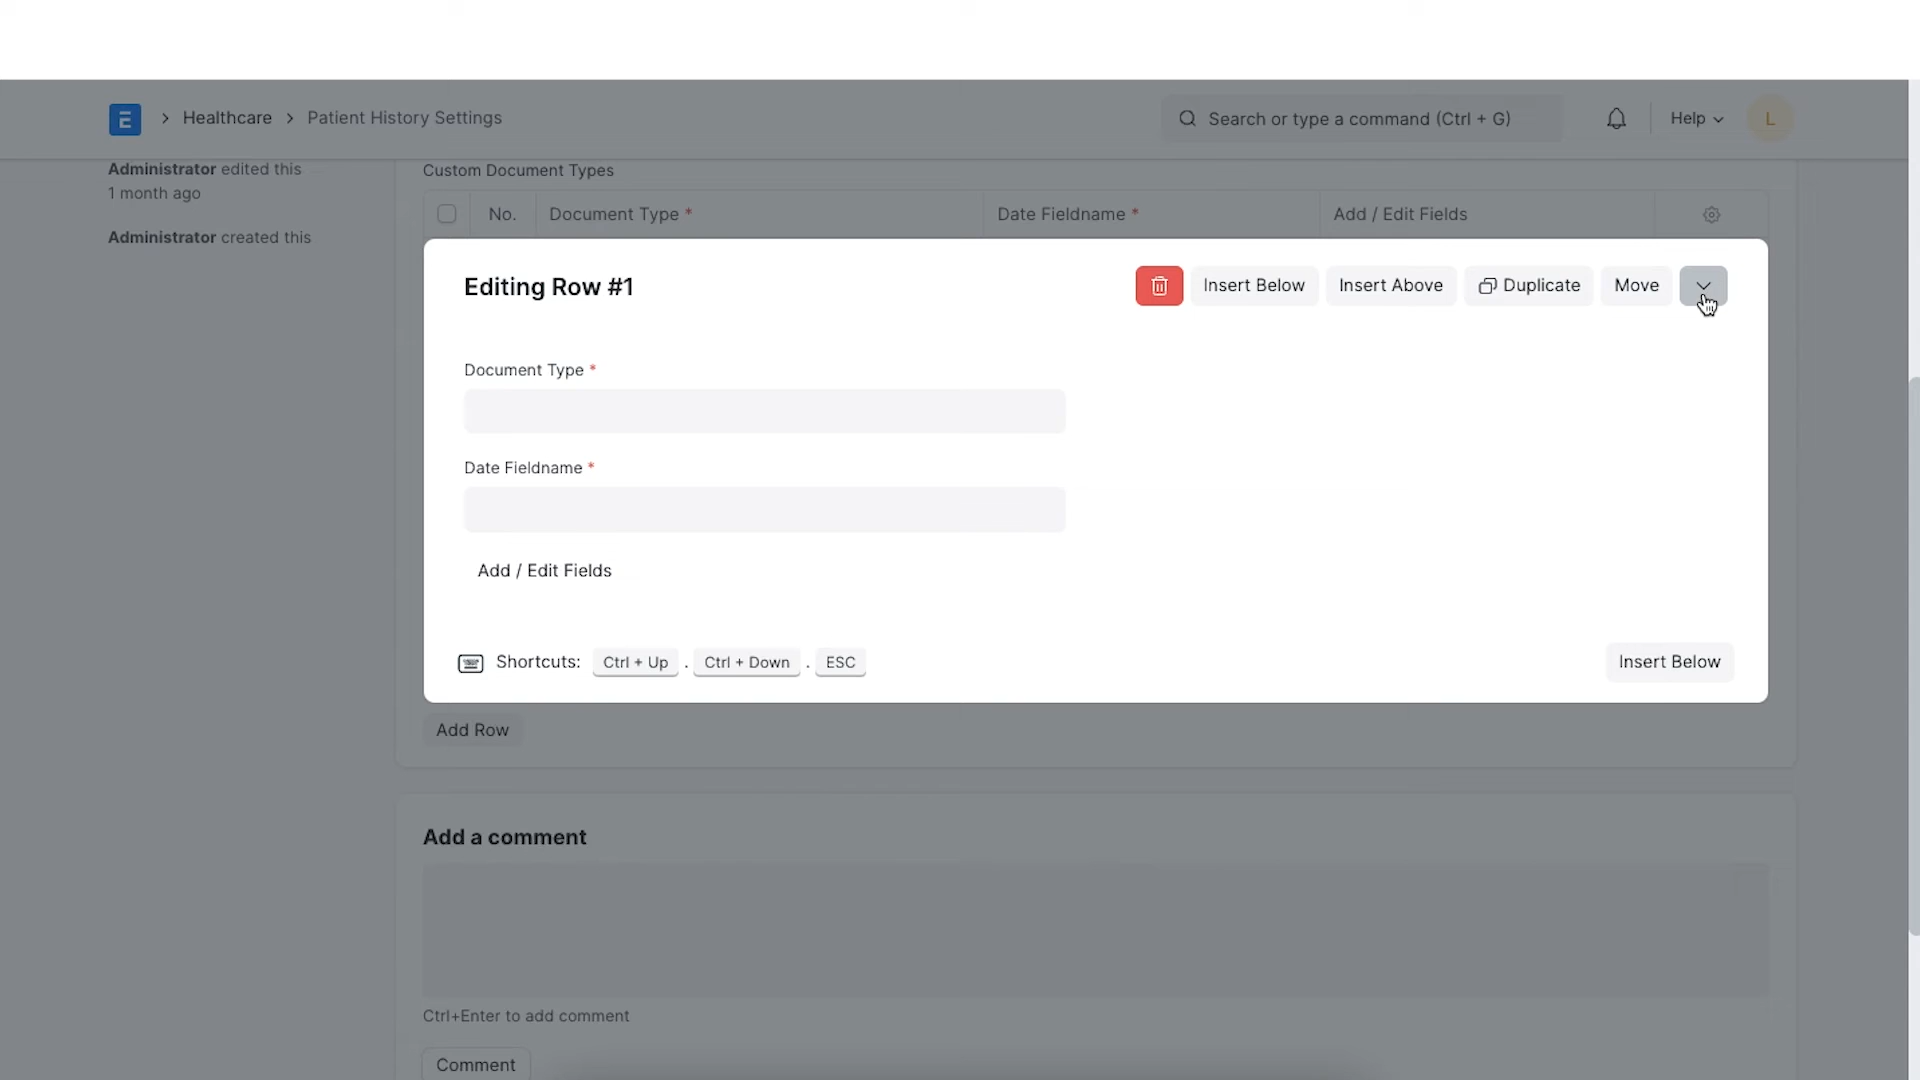 E > Healthcare > Patient History Settings
Search or type a command (Ctrl + G)
Help
L
Administrator edited this
1 month ago
Administrator created this
Custom Document Types
No. Document Type * Date Fieldname * Add / Edit Fields
Editing Row #1
Insert Below Insert Above Duplicate Move
Document Type *
Date Fieldname *
Add / Edit Fields
Shortcuts: Ctrl + Up . Ctrl + Down . ESC
Insert Below
Add Row
Add a comment
Ctrl+Enter to add comment
Comment